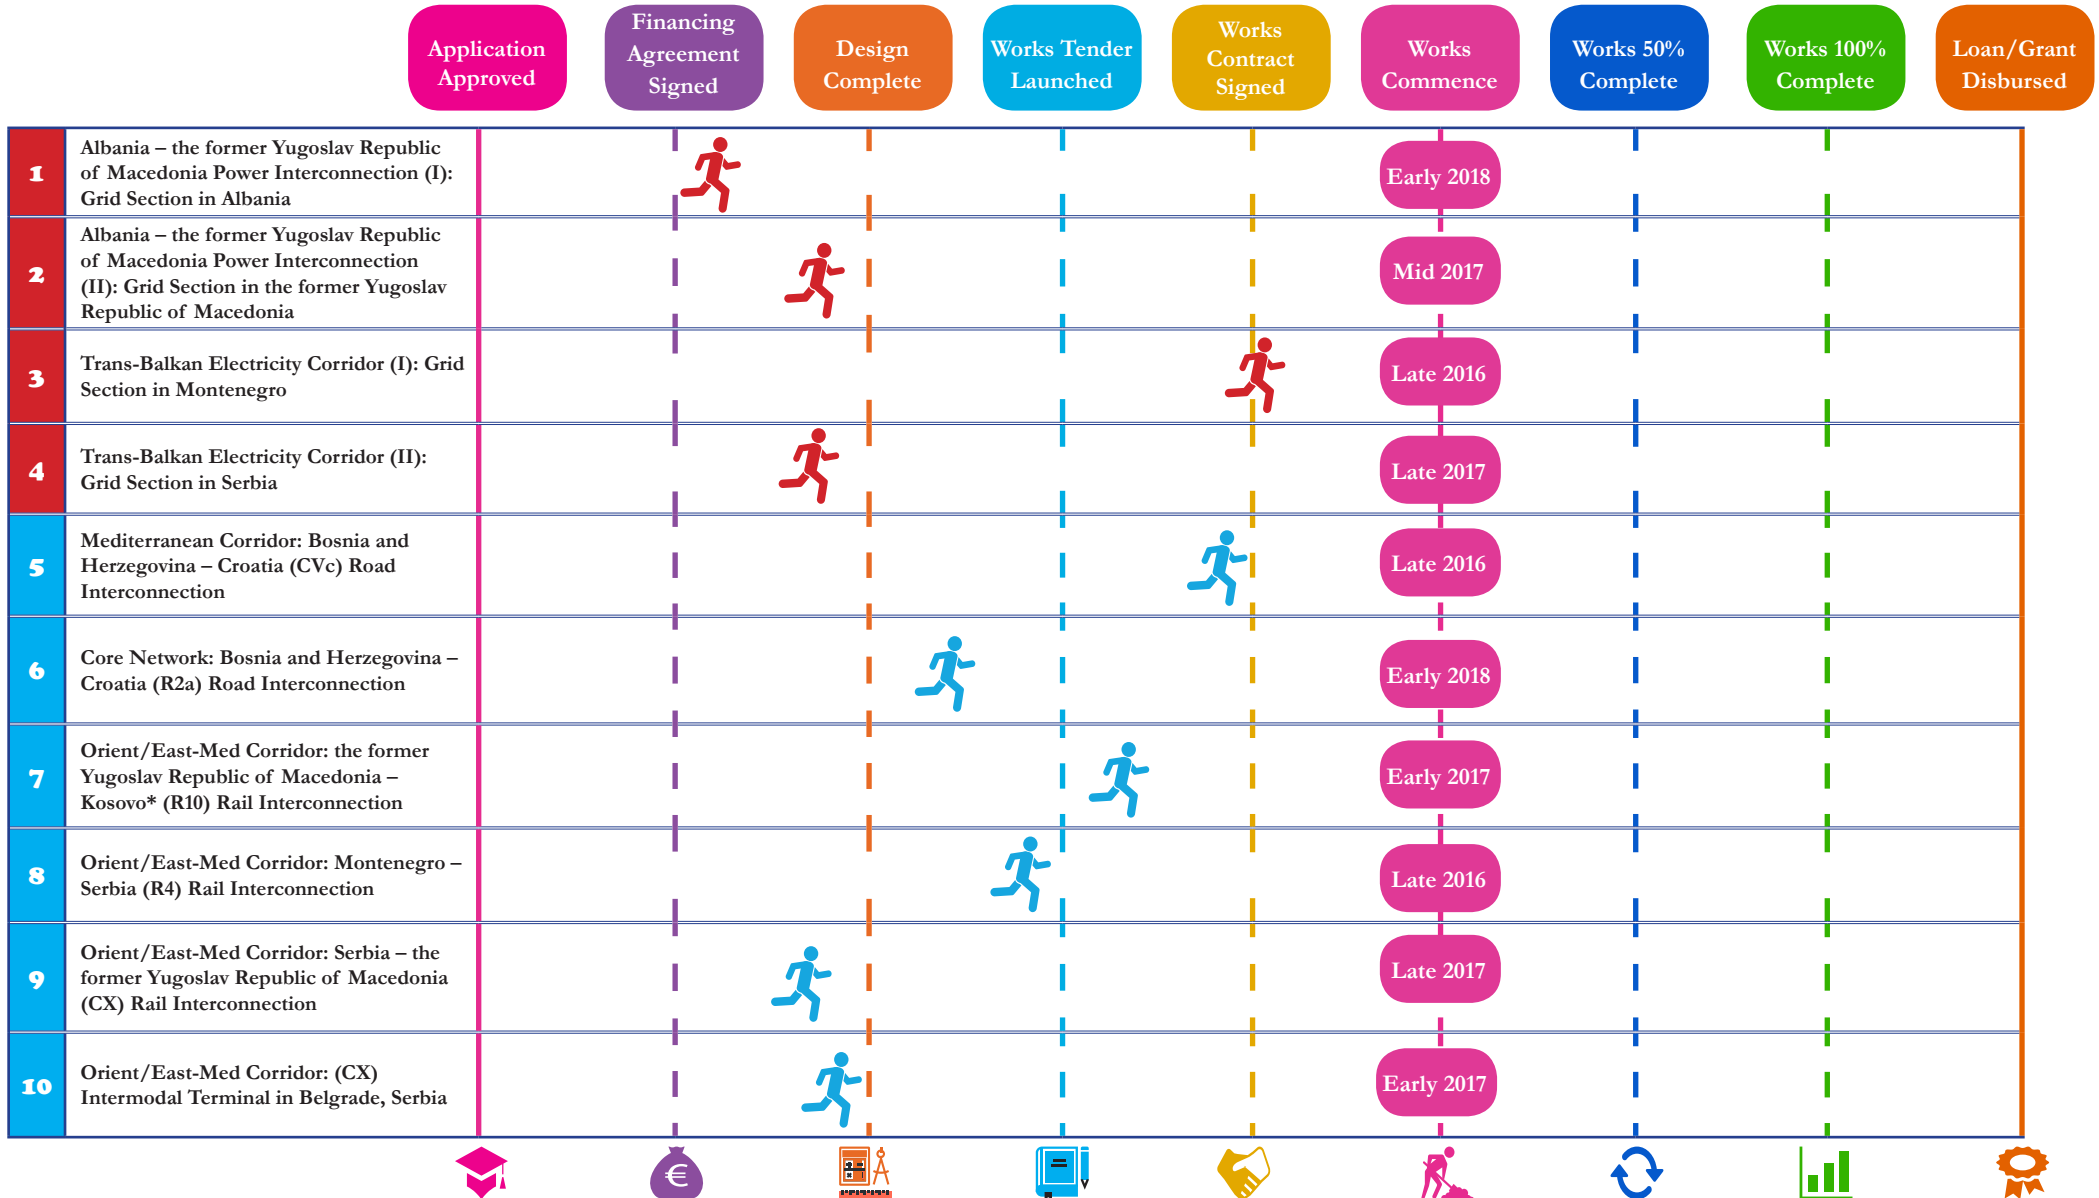 Application
Approved
Financing
Agreement
Signed
Design
Complete
Works Tender
Launched
Works
Contract
Signed
Works
Commence
Works 50%
Complete
Works 100%
Complete
Loan/Grant
Disbursed
1
Albania – the former Yugoslav Republic
of Macedonia Power Interconnection (I):
Grid Section in Albania
Early 2018
2
Albania – the former Yugoslav Republic
of Macedonia Power Interconnection
(II): Grid Section in the former Yugoslav
Republic of Macedonia
Mid 2017
3
Trans-Balkan Electricity Corridor (I): Grid
Section in Montenegro
Late 2016
4
Trans-Balkan Electricity Corridor (II):
Grid Section in Serbia
Late 2017
5
Mediterranean Corridor: Bosnia and
Herzegovina – Croatia (CVc) Road
Interconnection
Late 2016
6
Core Network: Bosnia and Herzegovina –
Croatia (R2a) Road Interconnection
Early 2018
7
Orient/East-Med Corridor: the former
Yugoslav Republic of Macedonia –
Kosovo* (R10) Rail Interconnection
Early 2017
8
Orient/East-Med Corridor: Montenegro –
Serbia (R4) Rail Interconnection
Late 2016
9
Orient/East-Med Corridor: Serbia – the
former Yugoslav Republic of Macedonia
(CX) Rail Interconnection
Late 2017
10
Orient/East-Med Corridor: (CX)
Intermodal Terminal in Belgrade, Serbia
Early 2017
€